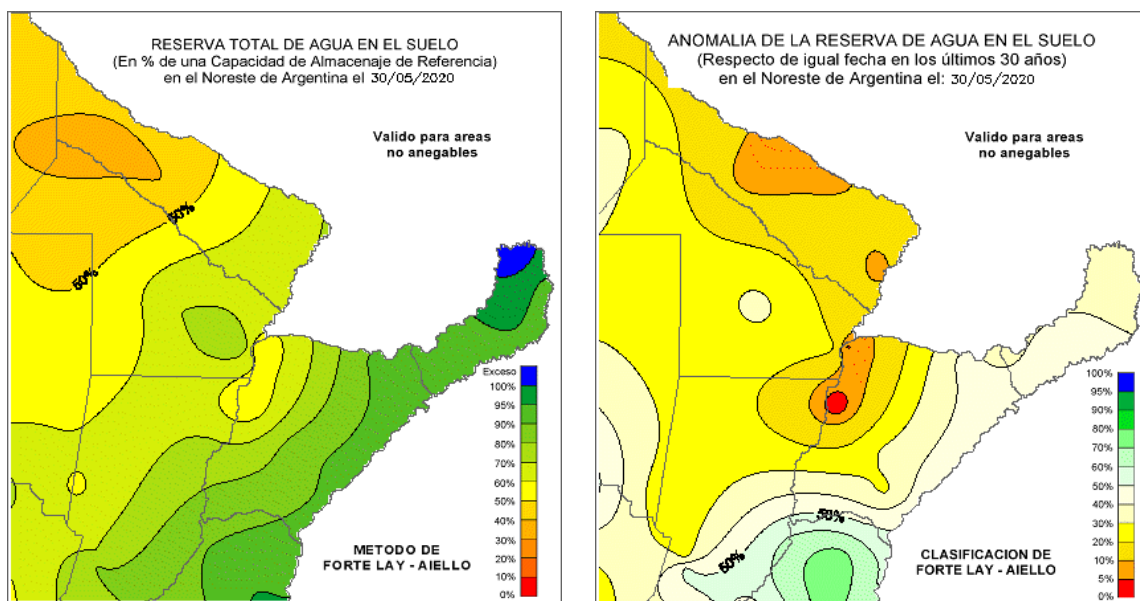 RESERVA TOTAL DE AGUA EN EL SUELO
(En % de una Capacidad de Almacenaje de Referencia)
en el Noreste de Argentina el 30/05/2020
Valido para areas
no anegables
50%
50%
Exceso
100%
95%
90%
80%
70%
60%
50%
40%
30%
20%
10%
0%
METODO DE
FORTE LAY - AIELLO
ANOMALIA DE LA RESERVA DE AGUA EN EL SUELO
(Respecto de igual fecha en los últimos 30 años)
en el Noreste de Argentina el: 30/05/2020
Valido para areas
no anegables
50%
50%
100%
95%
90%
80%
70%
60%
50%
40%
30%
20%
10%
5%
0%
CLASIFICACION DE
FORTE LAY - AIELLO